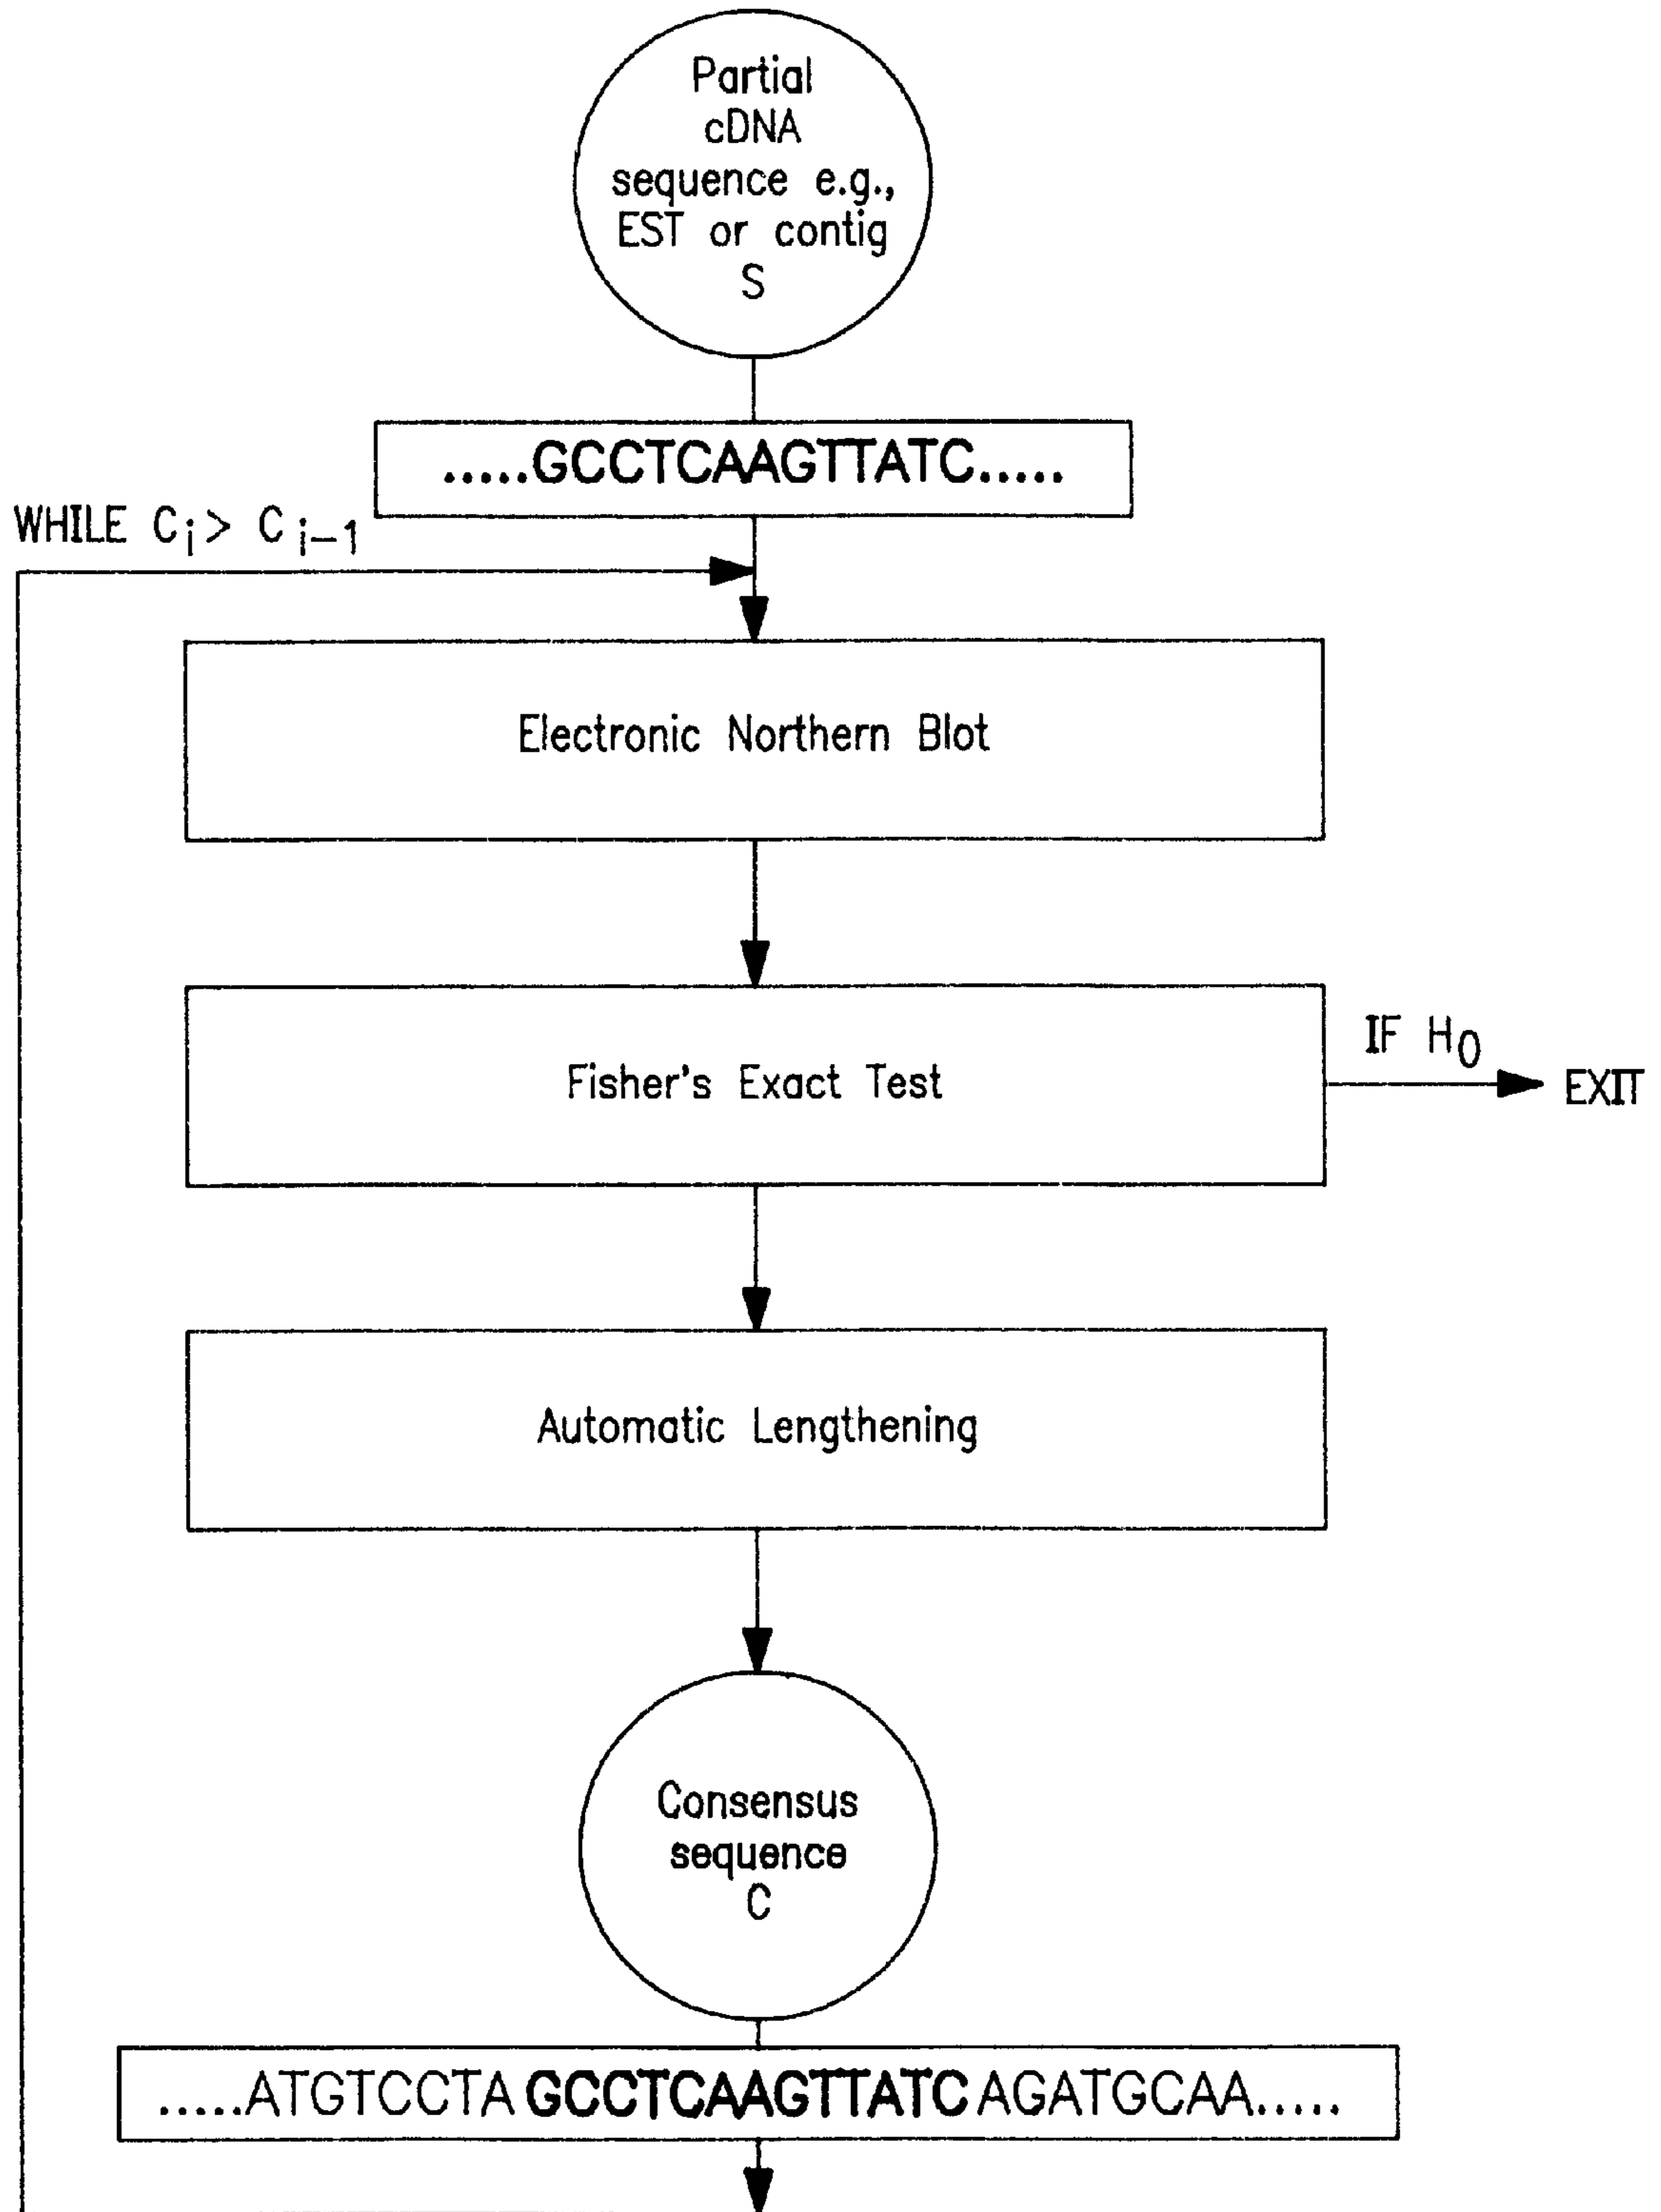 Partial
cDNA
sequence e.g.,
EST or contig
S
.....GCCTCAAGTTATC.....
WHILE Ci > Ci-1
Electronic Northern Blot
Fisher's Exact Test
IF H0
EXIT
Automatic Lengthening
Consensus
sequence
C
.....ATGTCCTA GCCTCAAGTTATC AGATGCAA.....